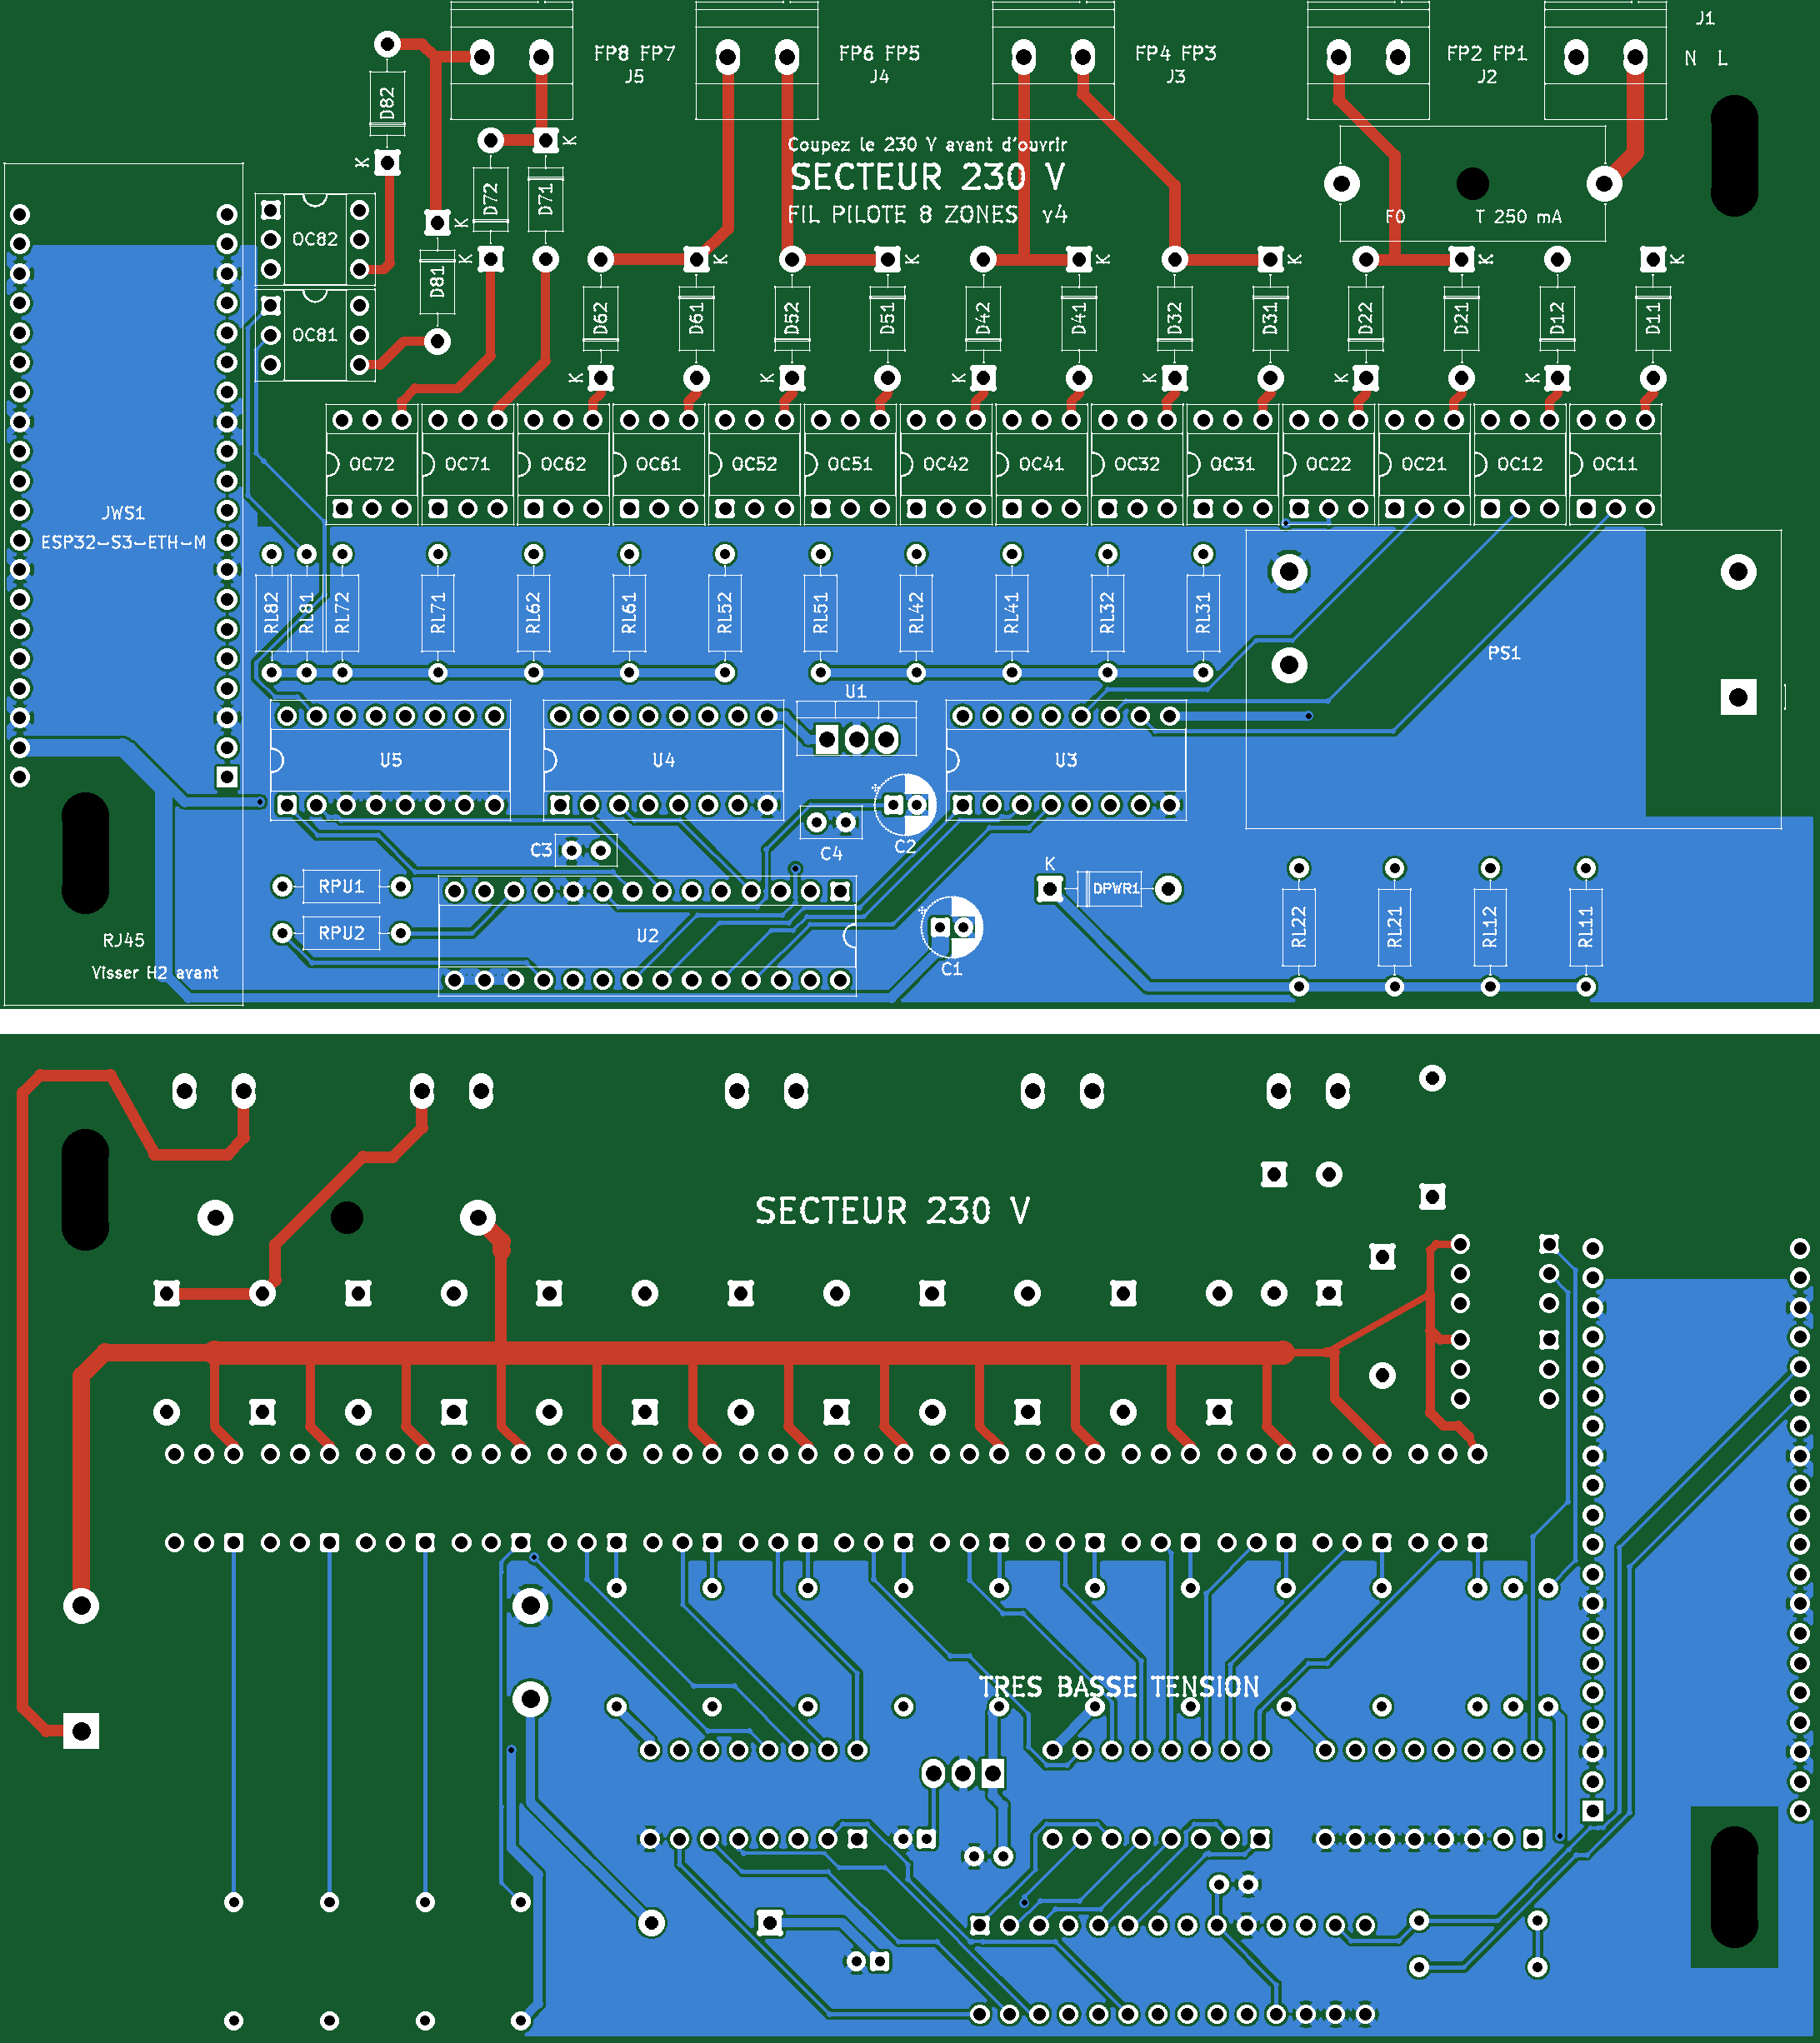 J1
FP8 FP7
J5
FP6 FP5
J4
FP4 FP3
J3
FP2 FP1
J2
N L
D82
K
Coupez le 230 V avant d'ouvrir
SECTEUR 230 V
FIL PILOTE 8 ZONES v4
F0
T 250 mA
K
D72
D71
OC82
K
K
D81
K
K
K
K
K
K
OC81
D62
D61
D52
D51
D42
D41
D32
D31
D22
D21
D12
D11
K
K
K
K
K
K
OC72
OC71
OC62
OC61
OC52
OC51
OC42
OC41
OC32
OC31
OC22
OC21
OC12
OC11
JWS1
ESP32-S3-ETH-M
RL82
RL81
RL72
RL71
RL62
RL61
RL52
RL51
RL42
RL41
RL32
RL31
PS1
U1
U5
U4
U3
C3
C4
C2
K
RPU1
DPWR1
RPU2
U2
RL22
RL21
RL12
RL11
RJ45
Visser H2 avant
C1
SECTEUR 230 V
TRES BASSE TENSION